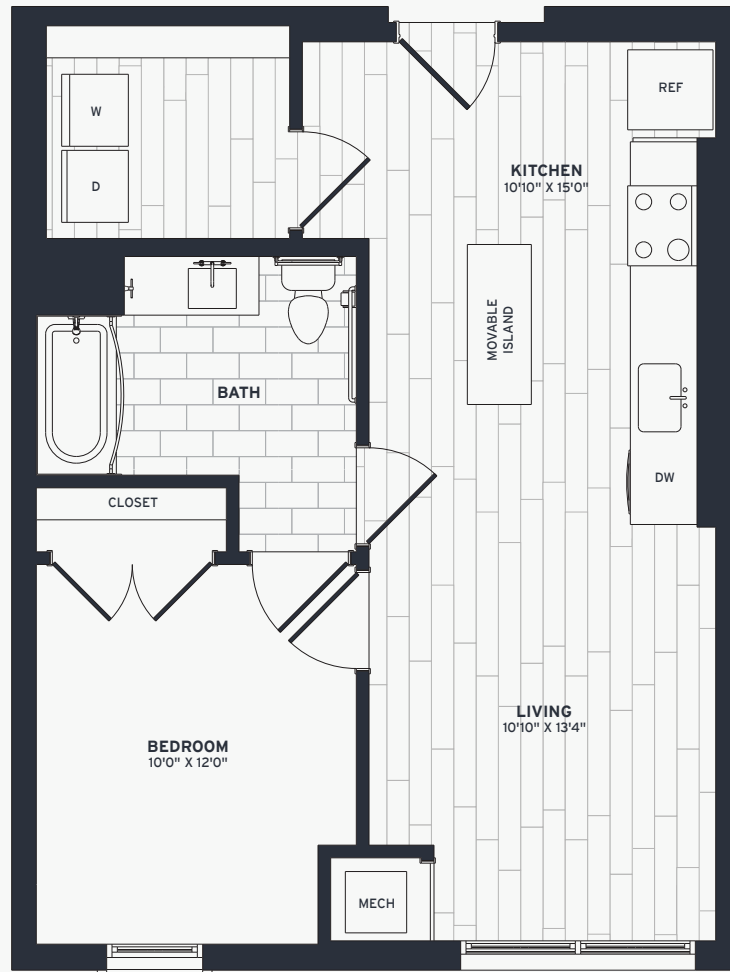 REF
W
KITCHEN
10'10" X 15'0"
D
MOVABLE
ISLAND
BATH
DW
CLOSET
LIVING
10'10" X 13'4"
BEDROOM
10'0" X 12'0"
MECH